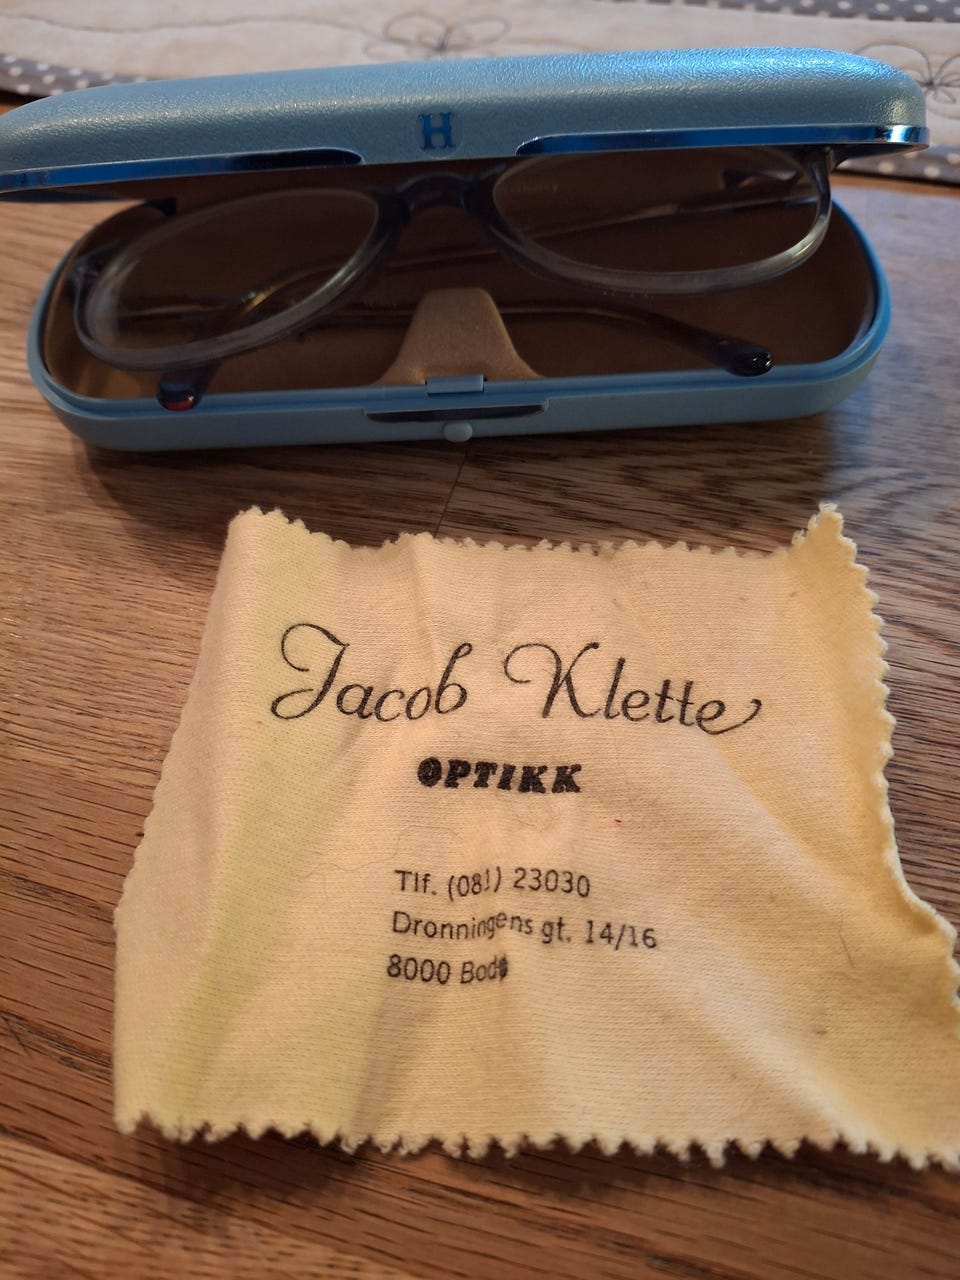 H
Jacob Klette
OPTIKK
Tlf. (081) 23030
Dronningens gt. 14/16
8000 Bodø